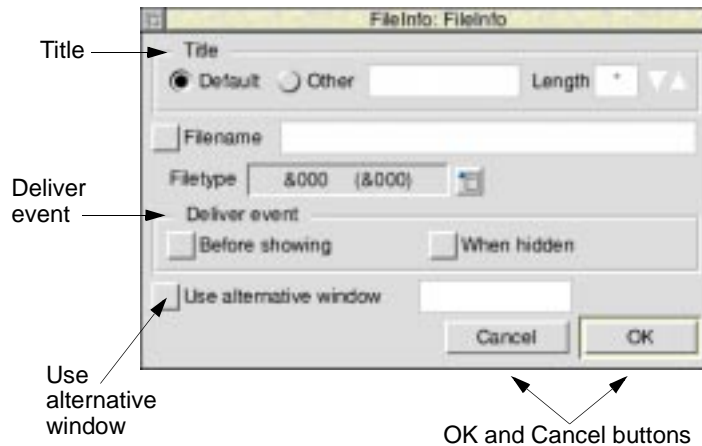 FileInfo: FileInfo
Title
Title
Default Other Length *
Filename
Filetype &000 (&000)
Deliver
event
Deliver event
Before showing When hidden
Use alternative window
Cancel OK
Use
alternative
window
OK and Cancel buttons